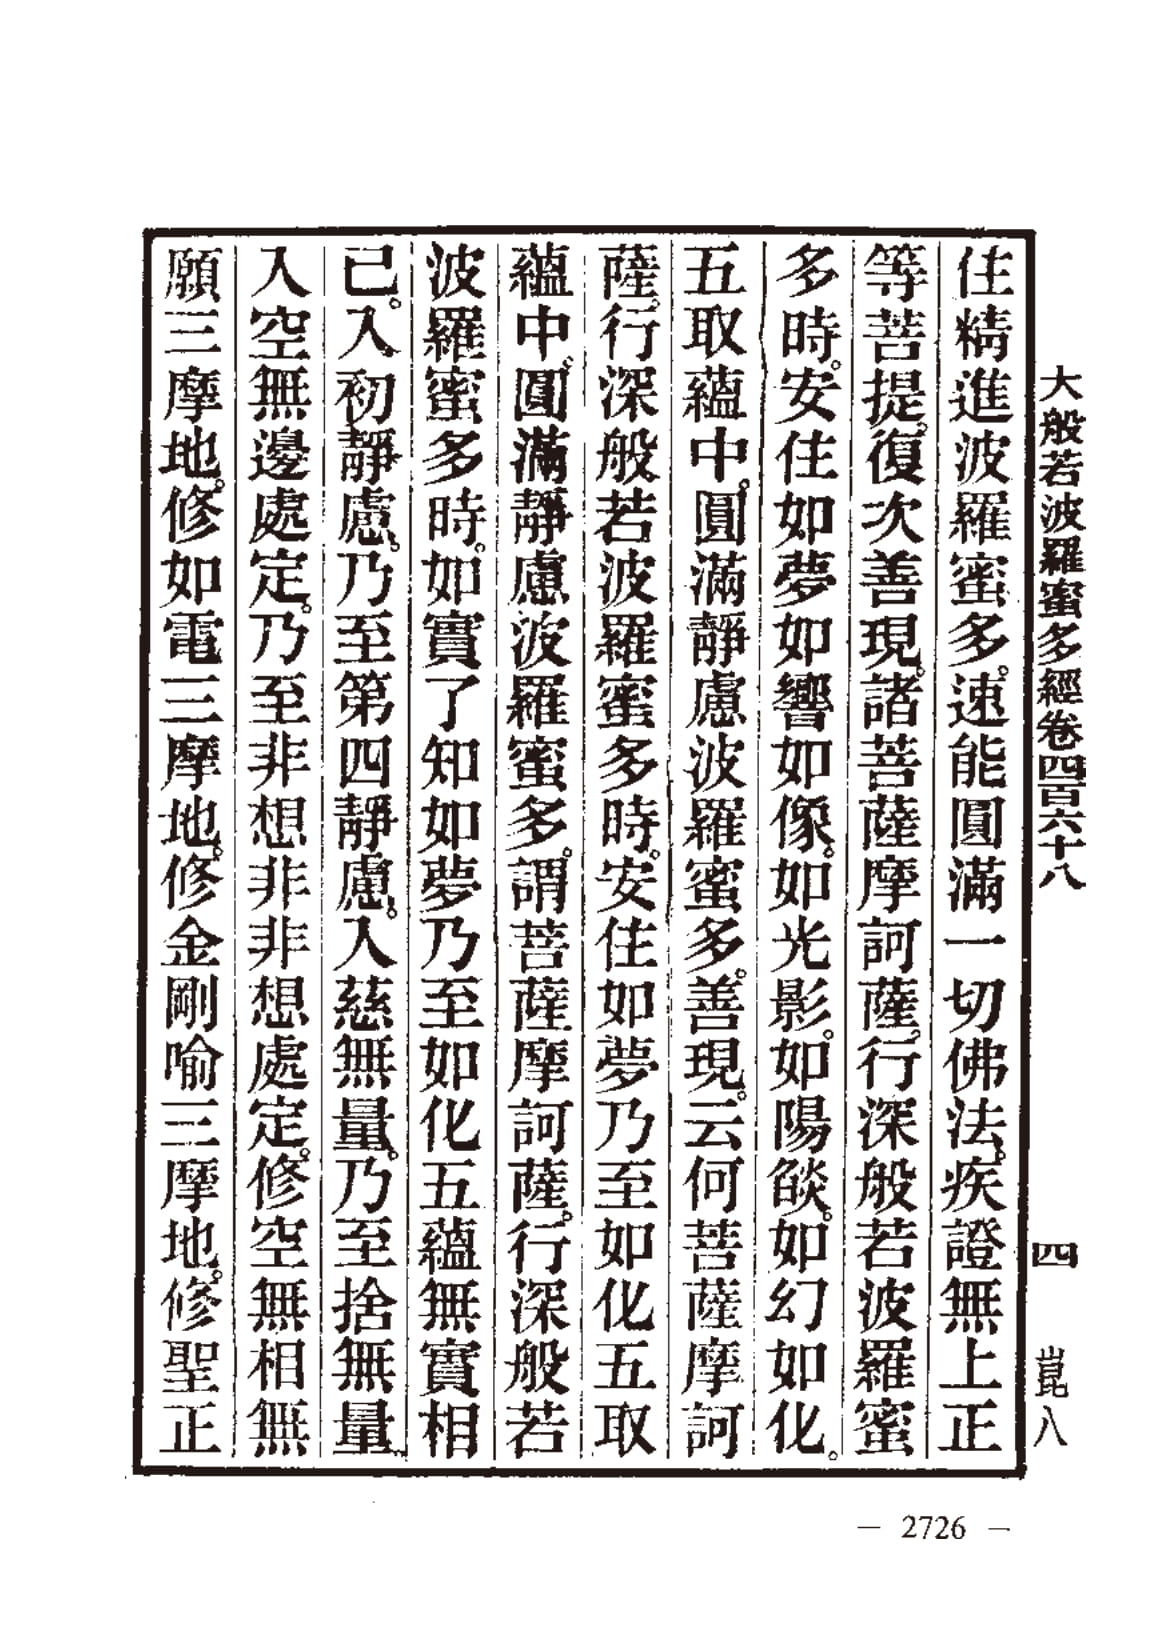 大般若波羅蜜多經卷四百六十八 四 崑八
住精進波羅蜜多。速能圓滿一切佛法。疾證無上正
等菩提。復次善現。諸菩薩摩訶薩。行深般若波羅蜜
多時。安住如夢如響如像。如光影。如陽燄。如幻如化。
五取蘊中。圓滿靜慮波羅蜜多。善現。云何菩薩摩訶
薩。行深般若波羅蜜多時。安住如夢乃至如化五取
蘊中。圓滿靜慮波羅蜜多。謂菩薩摩訶薩。行深般若
波羅蜜多時。如實了知如夢乃至如化五蘊無實相
已。入初靜慮。乃至第四靜慮。入慈無量。乃至捨無量。
入空無邊處定。乃至非想非非想處定。修空無相無
願三摩地。修如電三摩地。修金剛喻三摩地。修聖正
— 2726 —